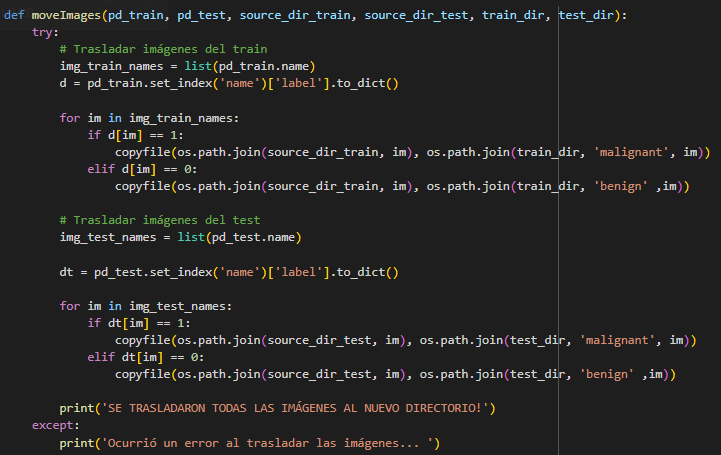 def moveImages(pd_train, pd_test, source_dir_train, source_dir_test, train_dir, test_dir):
    try:
        # Trasladar imágenes del train
        img_train_names = list(pd_train.name)
        d = pd_train.set_index('name')['label'].to_dict()

        for im in img_train_names:
            if d[im] == 1:
                copyfile(os.path.join(source_dir_train, im), os.path.join(train_dir, 'malignant', im))
            elif d[im] == 0:
                copyfile(os.path.join(source_dir_train, im), os.path.join(train_dir, 'benign' ,im))

        # Trasladar imágenes del test
        img_test_names = list(pd_test.name)

        dt = pd_test.set_index('name')['label'].to_dict()

        for im in img_test_names:
            if dt[im] == 1:
                copyfile(os.path.join(source_dir_test, im), os.path.join(test_dir, 'malignant', im))
            elif dt[im] == 0:
                copyfile(os.path.join(source_dir_test, im), os.path.join(test_dir, 'benign' ,im))

        print('SE TRASLADARON TODAS LAS IMÁGENES AL NUEVO DIRECTORIO!')
    except:
        print('Ocurrió un error al trasladar las imágenes... ')